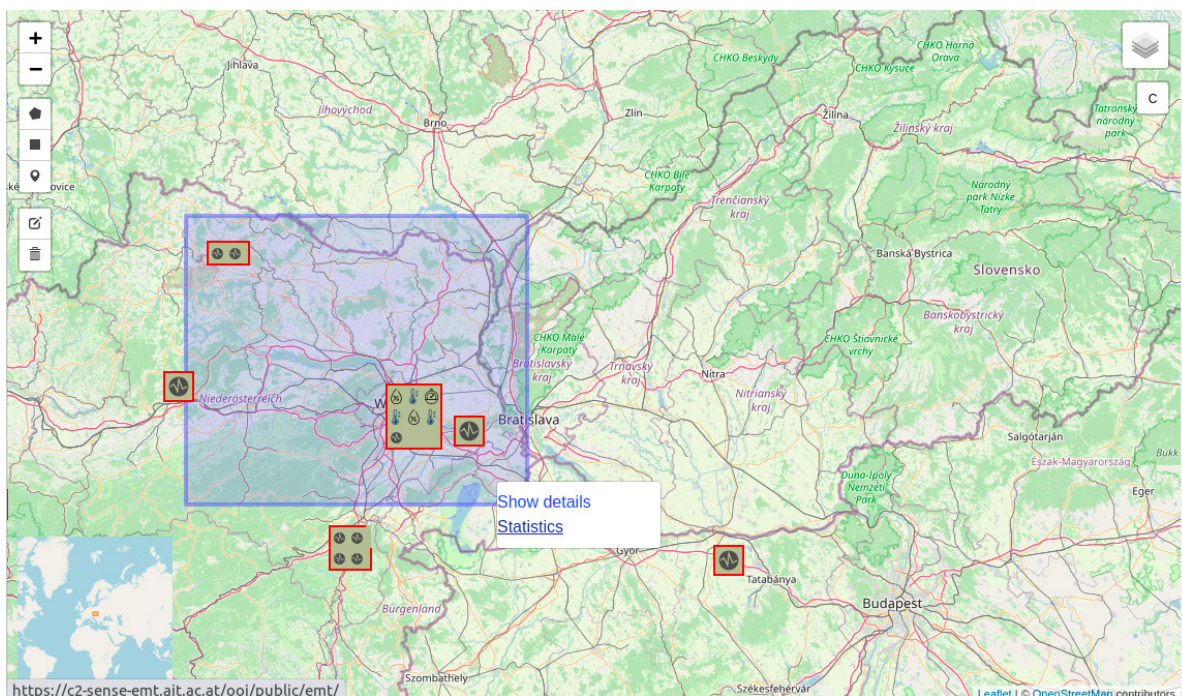 +
−
C
Jihlava
Jihovýchod
Brno
Zlín
CHKO Beskydy
CHKO Kysuce
CHKO Horná
Orava
Žilina
Žilinský kraj
Tatranský
národný
park
CHKO Bílé
Karpaty
Trenčiansky
kraj
Národný
park Nízke
Tatry
Banská Bystrica
Slovensko
Banskobystrický
kraj
CHKO Malé
Karpaty
Bratislavský
kraj
Trnavský
kraj
CHKO Štiavnické
vrchy
Nitra
Nitriansky
kraj
Niederösterreich
W
Bratislava
Salgótarján
Észak-Magyarország
Bükk
Duna-Ipoly
Nemzeti
Park
Eger
Show details
Statistics
Győr
Tatabánya
Budapest
Burgenland
Szombathely
Székesfehérvár
https://c2-sense-emt.ait.ac.at/ooi/public/emt/
Leaflet | © OpenStreetMap contributors